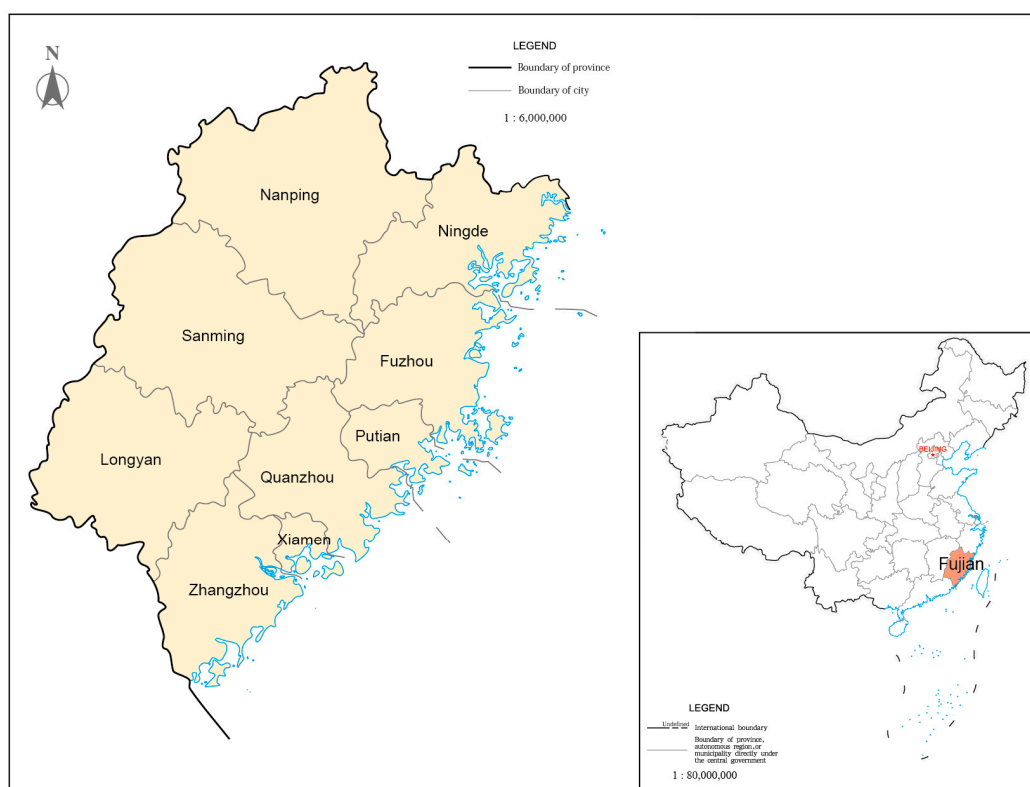 N
LEGEND
Boundary of province
Boundary of city
1 : 6,000,000
Nanping
Ningde
Sanming
Fuzhou
Putian
Longyan
Quanzhou
Xiamen
Zhangzhou
BEIJING
Fujian
LEGEND
Undefined
International boundary
Boundary of province,
autonomous region,or
municipality directly under
the central government
1 : 80,000,000